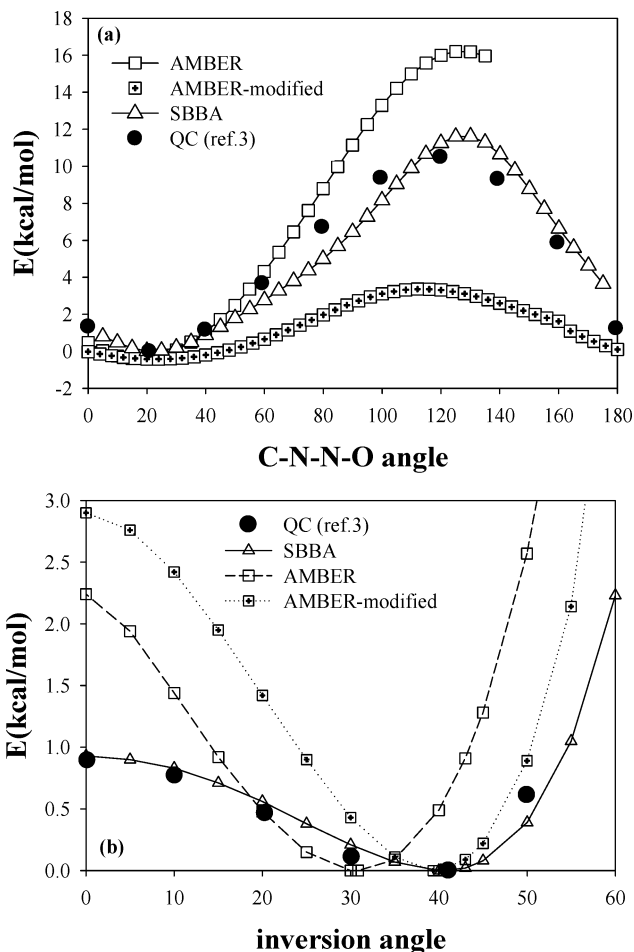 (a)
AMBER
AMBER-modified
SBBA
QC (ref.3)
E(kcal/mol)
18
16
14
12
10
8
6
4
2
0
-2
0 20 40 60 80 100 120 140 160 180
C-N-N-O angle
QC (ref.3)
SBBA
AMBER
AMBER-modified
E(kcal/mol)
3.0
2.5
2.0
1.5
1.0
0.5
0.0
(b)
0 10 20 30 40 50 60
inversion angle